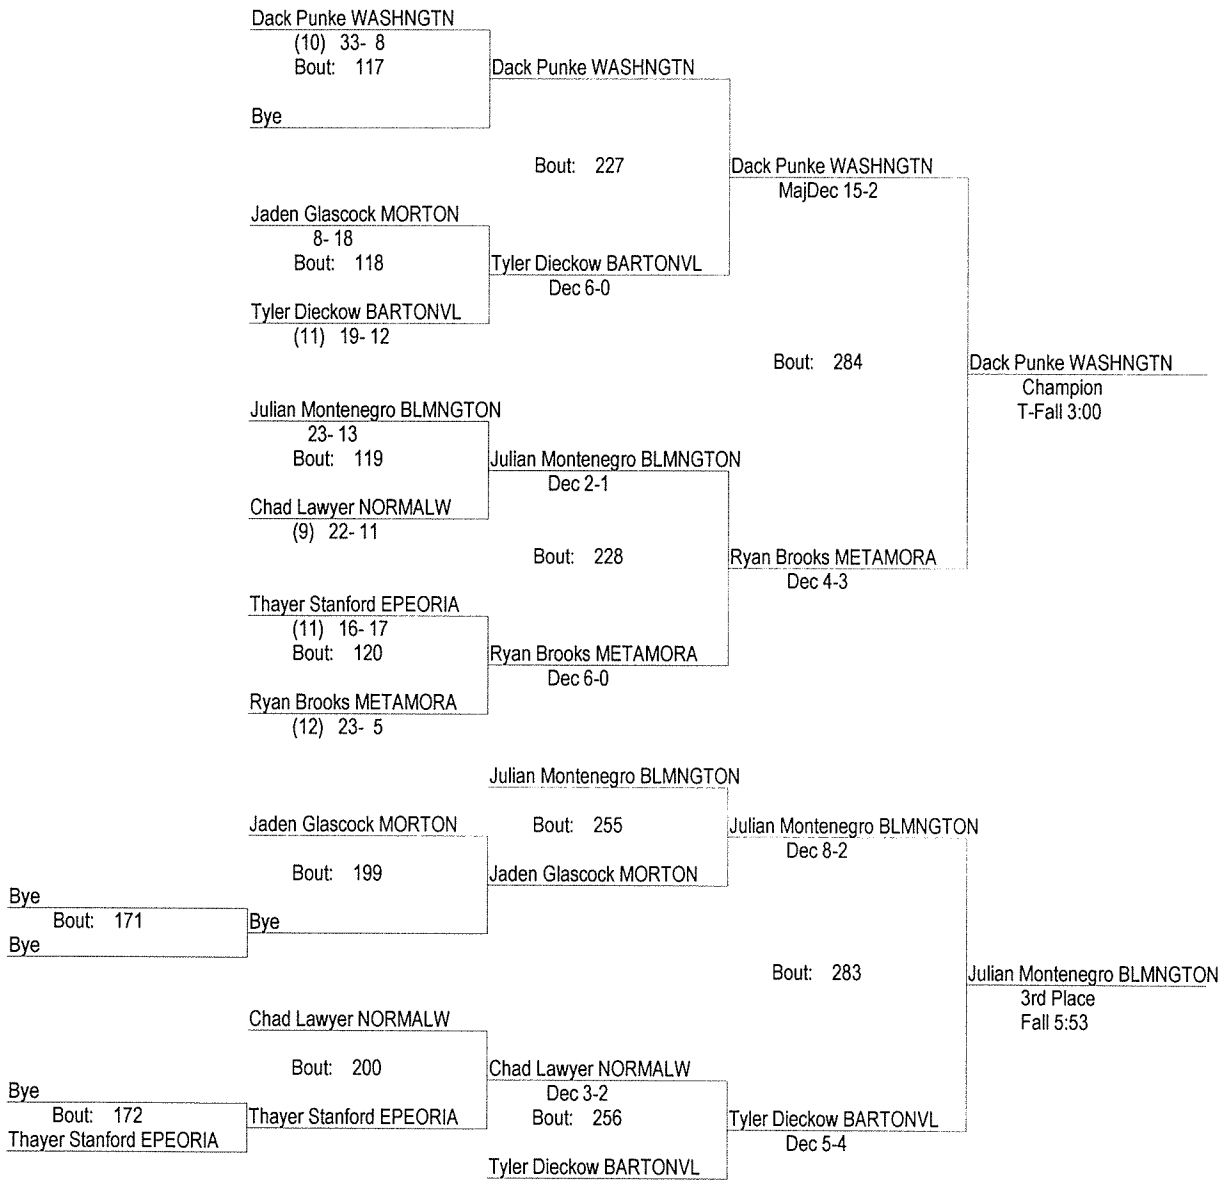 Dack Punke WASHNGTN
(10) 33- 8
Bout: 117
Dack Punke WASHNGTN
Bye
Bout: 227
Dack Punke WASHNGTN
MajDec 15-2
Jaden Glascock MORTON
8- 18
Bout: 118
Tyler Dieckow BARTONVL
Dec 6-0
Tyler Dieckow BARTONVL
(11) 19- 12
Bout: 284
Dack Punke WASHNGTN
Champion
T-Fall 3:00
Julian Montenegro BLMNGTON
23- 13
Bout: 119
Julian Montenegro BLMNGTON
Dec 2-1
Chad Lawyer NORMALW
(9) 22- 11
Bout: 228
Ryan Brooks METAMORA
Dec 4-3
Thayer Stanford EPEORIA
(11) 16- 17
Bout: 120
Ryan Brooks METAMORA
Dec 6-0
Ryan Brooks METAMORA
(12) 23- 5
Julian Montenegro BLMNGTON
Jaden Glascock MORTON
Bout: 255
Julian Montenegro BLMNGTON
Dec 8-2
Bout: 199
Jaden Glascock MORTON
Bye
Bout: 171
Bye
Bye
Bout: 283
Julian Montenegro BLMNGTON
3rd Place
Fall 5:53
Chad Lawyer NORMALW
Bout: 200
Chad Lawyer NORMALW
Dec 3-2
Bye
Bout: 172
Thayer Stanford EPEORIA
Bout: 256
Tyler Dieckow BARTONVL
Dec 5-4
Thayer Stanford EPEORIA
Tyler Dieckow BARTONVL